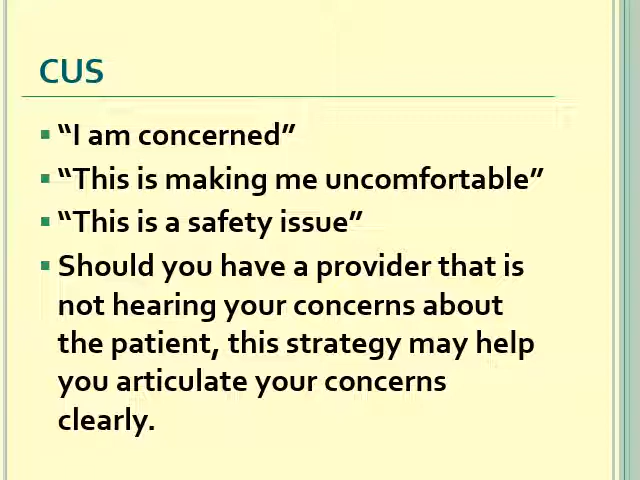 CUS
“I am concerned”
“This is making me uncomfortable”
“This is a safety issue”
Should you have a provider that is
not hearing your concerns about
the patient, this strategy may help
you articulate your concerns
clearly.